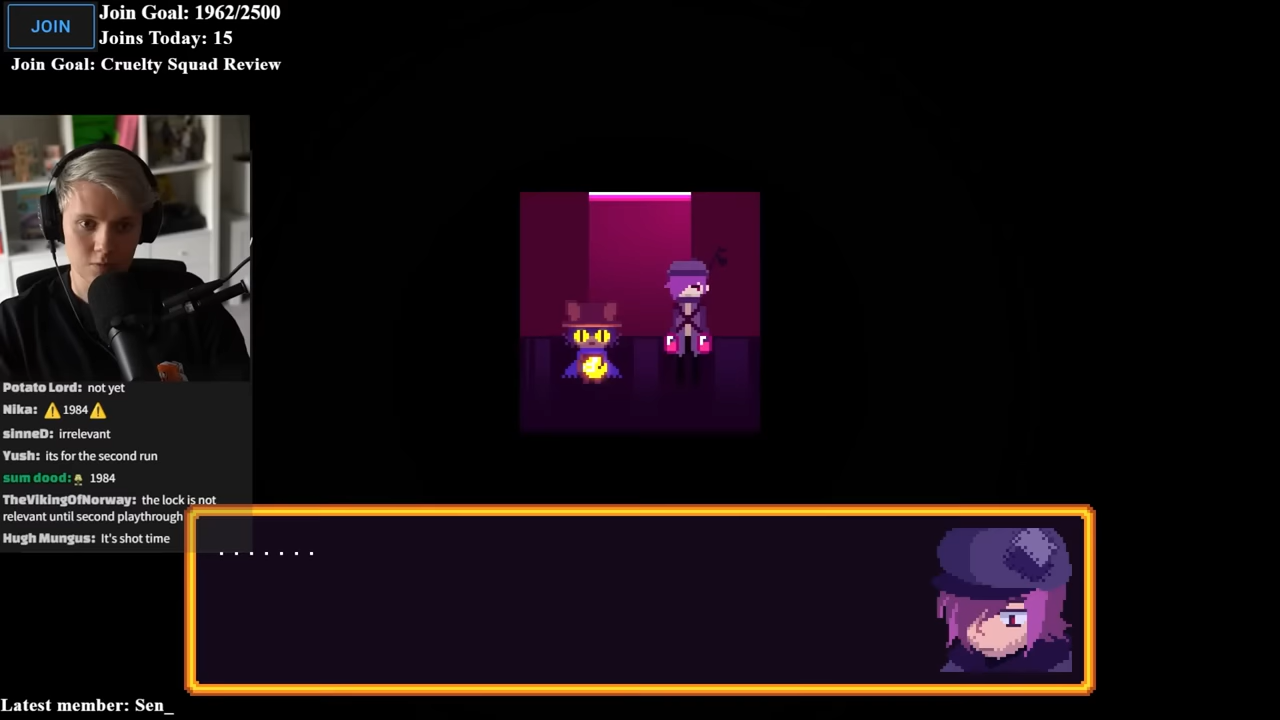 JOIN
Join Goal: 1962/2500
Joins Today: 15
Join Goal: Cruelty Squad Review
Potato Lord: not yet
Nika: ⚠️1984⚠️
sinneD: irrelevant
Yush: its for the second run
sum dood: 1984
TheVikingOfNorway: the lock is not
relevant until second playthrough
Hugh Mungus: It's shot time
.......
Latest member: Sen_